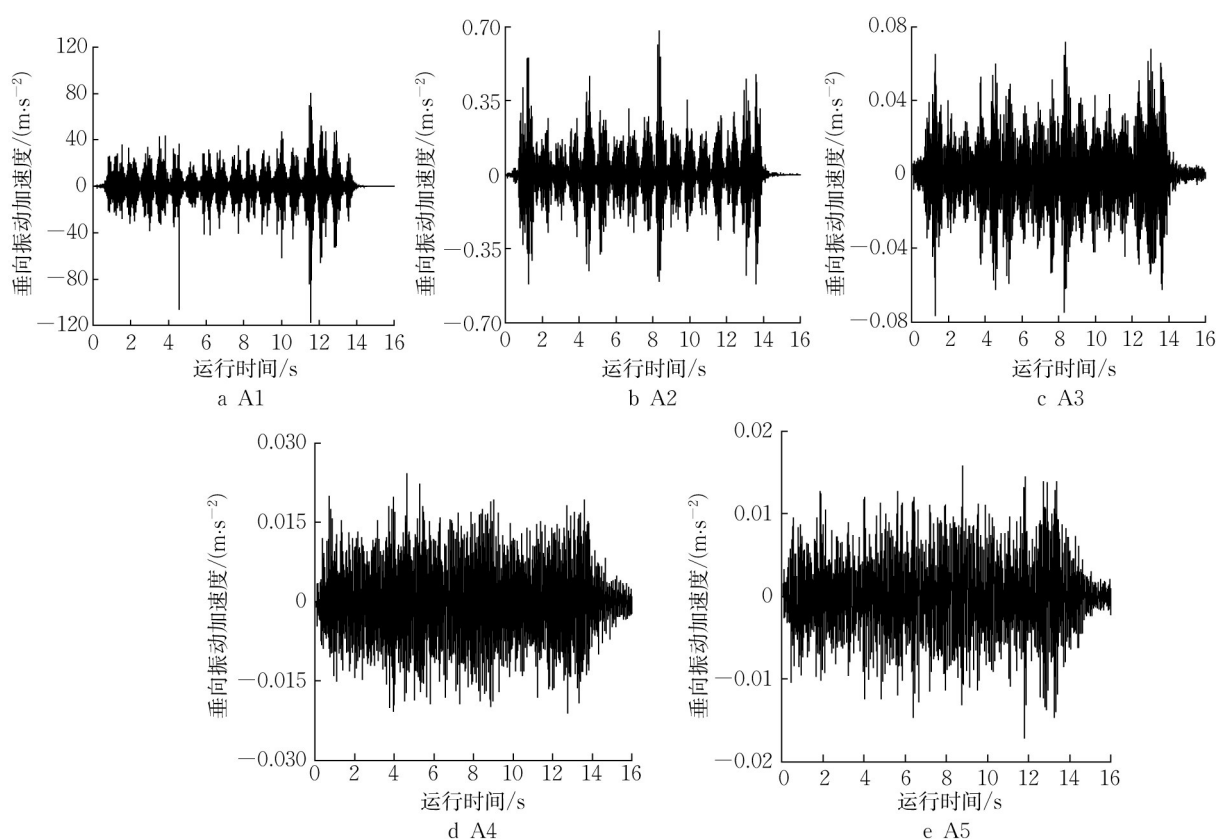 120
80
40
0
−40
−80
−120
垂向振动加速度/(m·s⁻²)
0 2 4 6 8 10 12 14 16
运行时间/s
a A1
0.70
0.35
0
−0.35
−0.70
垂向振动加速度/(m·s⁻²)
0 2 4 6 8 10 12 14 16
运行时间/s
b A2
0.08
0.04
0
−0.04
−0.08
垂向振动加速度/(m·s⁻²)
0 2 4 6 8 10 12 14 16
运行时间/s
c A3
0.030
0.015
0
−0.015
−0.030
垂向振动加速度/(m·s⁻²)
0 2 4 6 8 10 12 14 16
运行时间/s
d A4
0.02
0.01
0
−0.01
−0.02
垂向振动加速度/(m·s⁻²)
0 2 4 6 8 10 12 14 16
运行时间/s
e A5